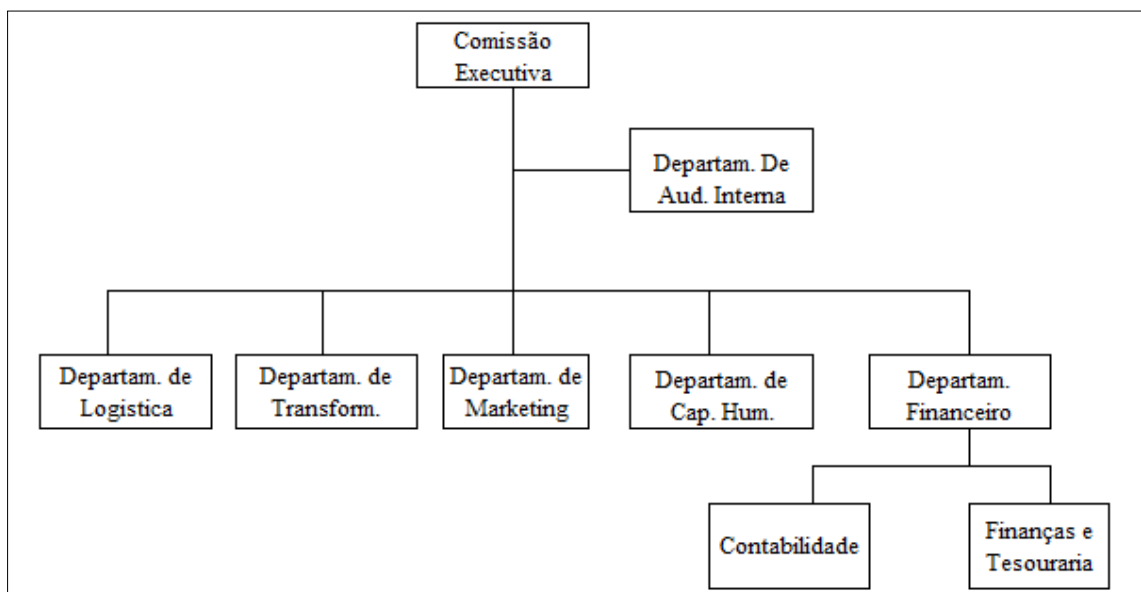 Comissão
Executiva
Departam. De
Aud. Interna
Departam. de
Logistica
Departam. de
Transform.
Departam. de
Marketing
Departam. de
Cap. Hum.
Departam.
Financeiro
Contabilidade
Finanças e
Tesouraria